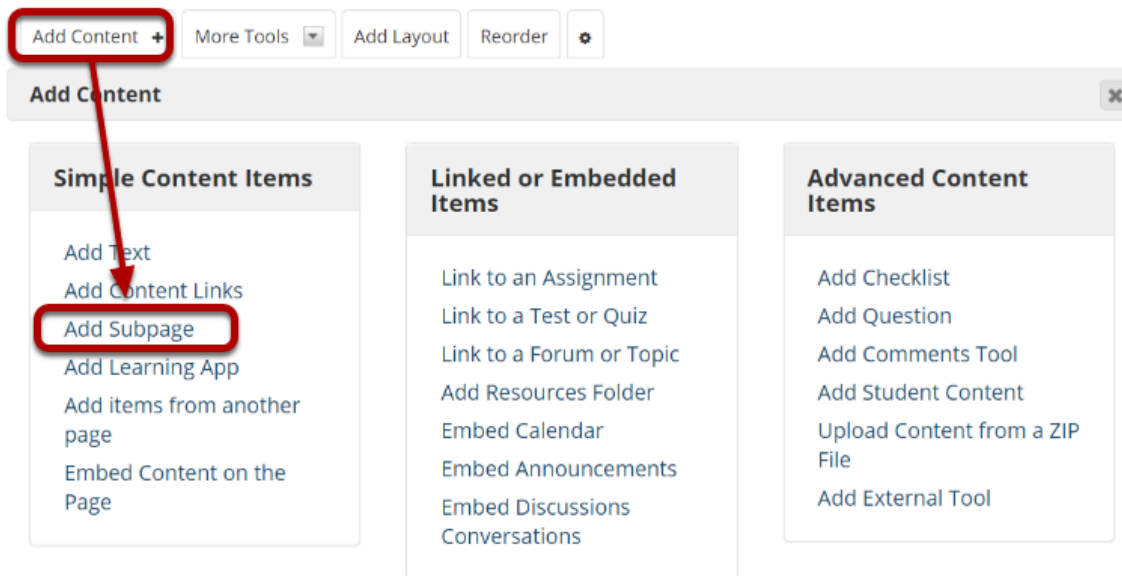 Add Content + More Tools Add Layout Reorder
Add Content
Simple Content Items
Add Text
Add Content Links
Add Subpage
Add Learning App
Add items from another
page
Embed Content on the
Page
Linked or Embedded
Items
Link to an Assignment
Link to a Test or Quiz
Link to a Forum or Topic
Add Resources Folder
Embed Calendar
Embed Announcements
Embed Discussions
Conversations
Advanced Content
Items
Add Checklist
Add Question
Add Comments Tool
Add Student Content
Upload Content from a ZIP
File
Add External Tool